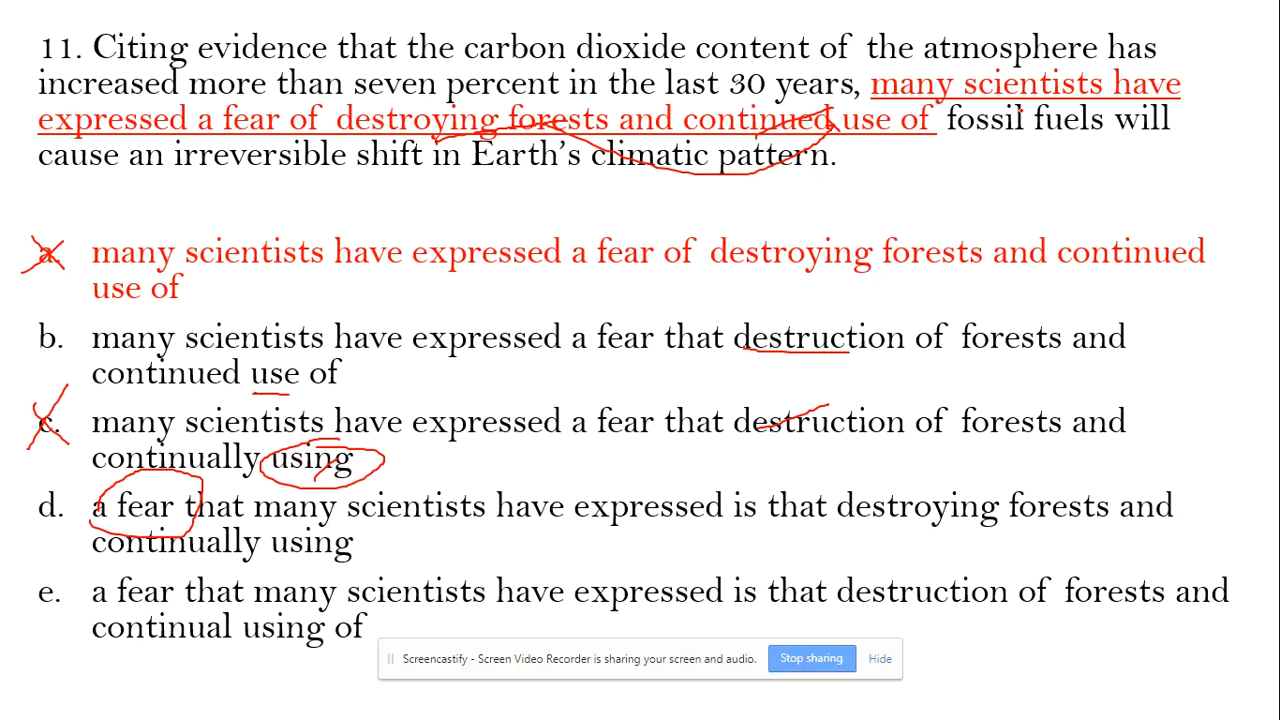 11. Citing evidence that the carbon dioxide content of the atmosphere has
increased more than seven percent in the last 30 years, many scientists have
expressed a fear of destroying forests and continued use of fossil fuels will
cause an irreversible shift in Earth's climatic pattern.
a. many scientists have expressed a fear of destroying forests and continued
use of
b. many scientists have expressed a fear that destruction of forests and
continued use of
c. many scientists have expressed a fear that destruction of forests and
continually using
d. a fear that many scientists have expressed is that destroying forests and
continually using
e. a fear that many scientists have expressed is that destruction of forests and
continual using of
Screencastify - Screen Video Recorder is sharing your screen and audio. Stop sharing Hide